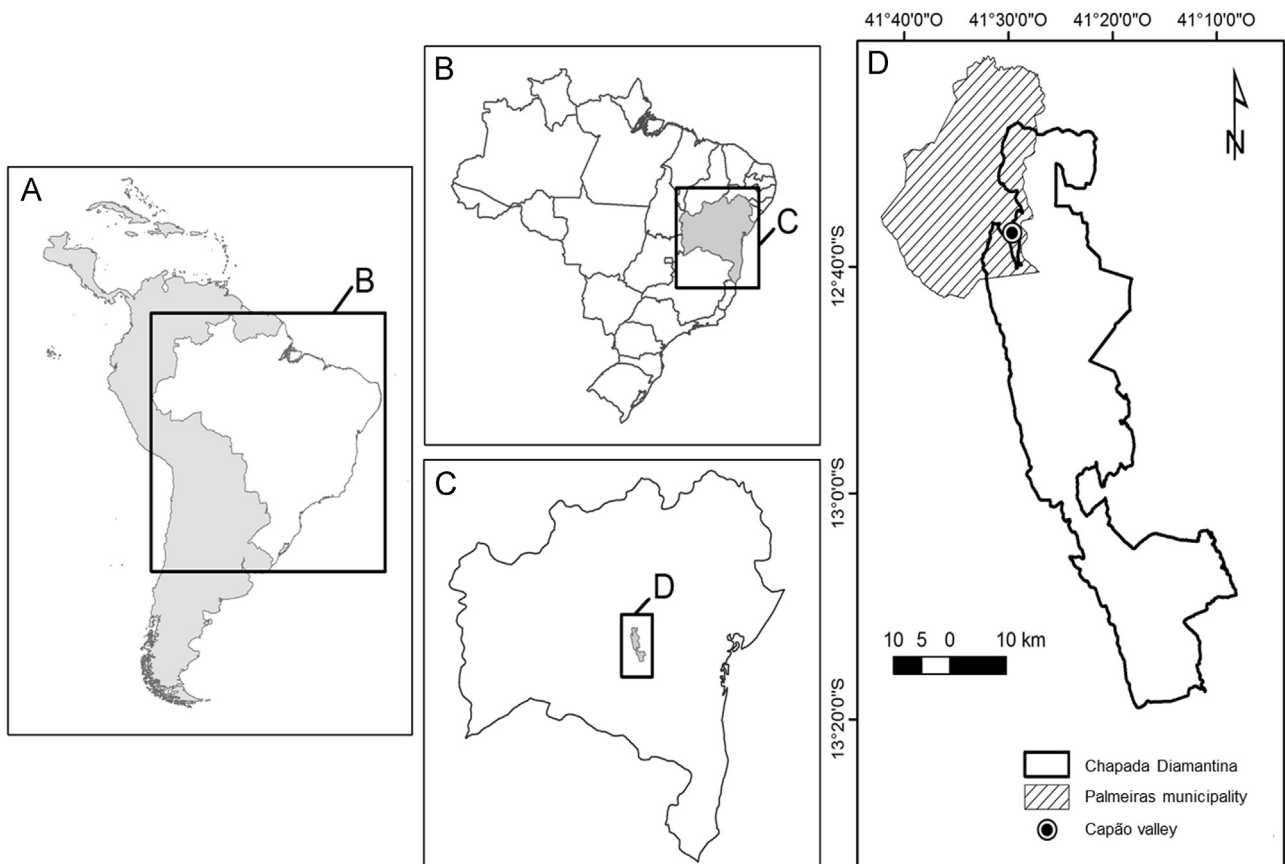 A
B
B
C
C
D
41°40'0"O 41°30'0"O 41°20'0"O 41°10'0"O
D
N
12°40'0"S
13°0'0"S
13°20'0"S
10 5 0 10 km
Chapada Diamantina
Palmeiras municipality
Capão valley